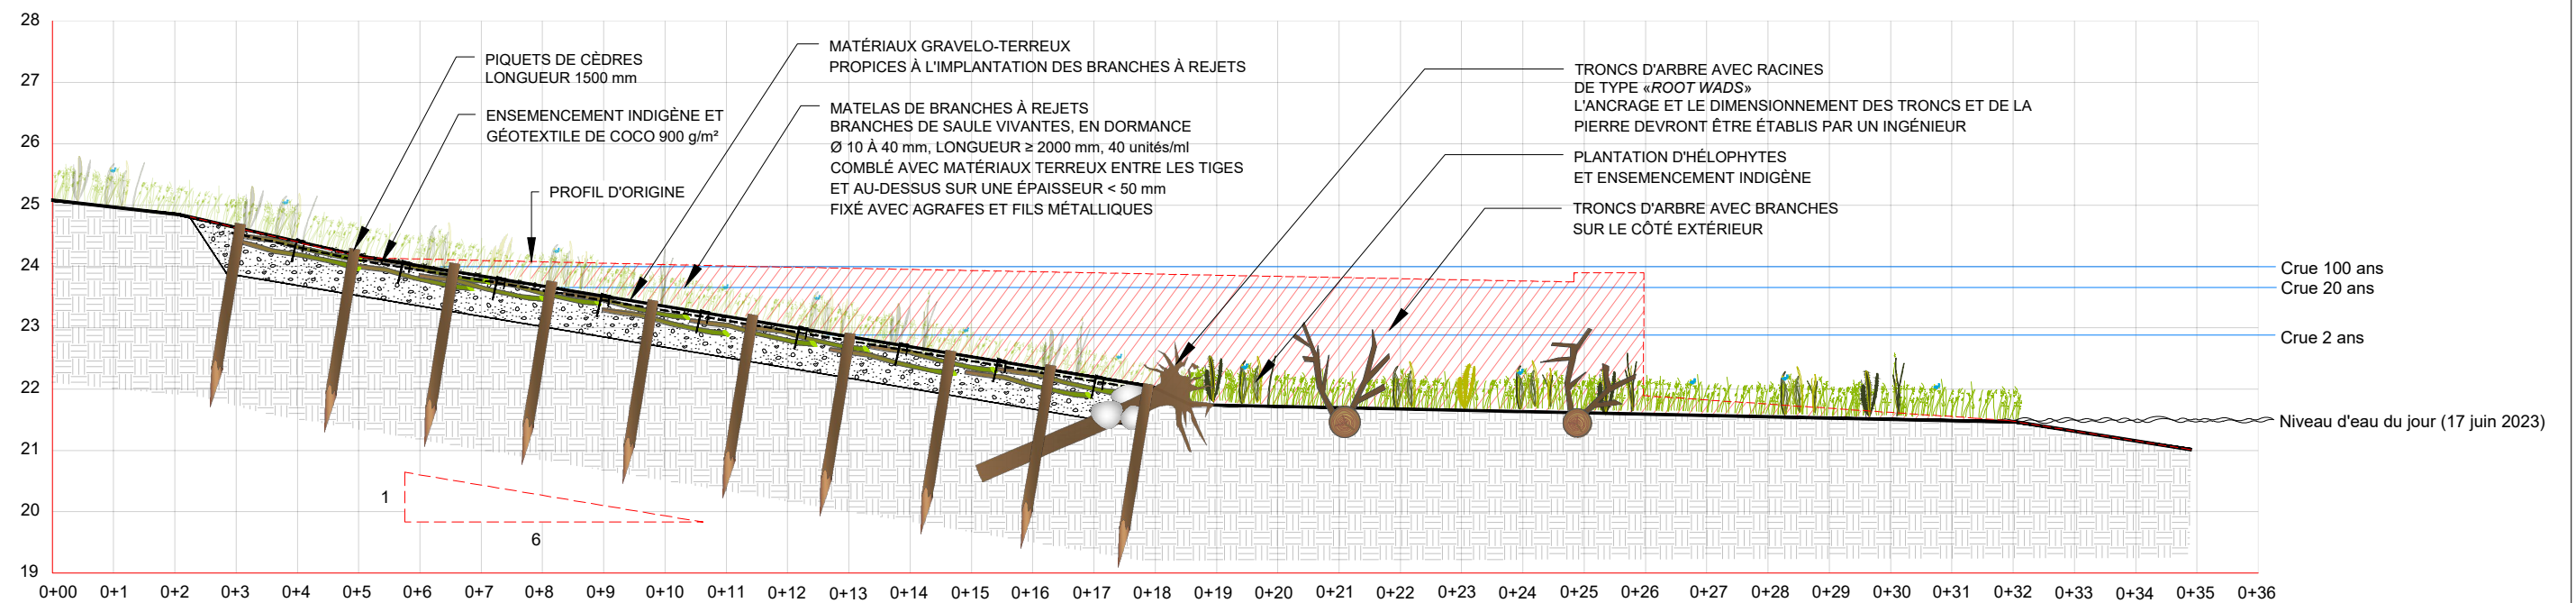 28
27
26
25
24
23
22
21
20
19
PIQUETS DE CÈDRES
LONGUEUR 1500 mm
ENSEMENCEMENT INDIGÈNE ET
GÉOTEXTILE DE COCO 900 g/m²
PROFIL D'ORIGINE
MATÉRIAUX GRAVELO-TERREUX
PROPICES À L'IMPLANTATION DES BRANCHES À REJETS
MATELAS DE BRANCHES À REJETS
BRANCHES DE SAULE VIVANTES, EN DORMANCE
Ø 10 À 40 mm, LONGUEUR ≥ 2000 mm, 40 unités/ml
COMBLÉ AVEC MATÉRIAUX TERREUX ENTRE LES TIGES
ET AU-DESSUS SUR UNE ÉPAISSEUR < 50 mm
FIXÉ AVEC AGRAFES ET FILS MÉTALLIQUES
TRONCS D'ARBRE AVEC RACINES
DE TYPE «ROOT WADS»
L'ANCRAGE ET LE DIMENSIONNEMENT DES TRONCS ET DE LA
PIERRE DEVRONT ÊTRE ÉTABLIS PAR UN INGÉNIEUR
PLANTATION D'HÉLOPHYTES
ET ENSEMENCEMENT INDIGÈNE
TRONCS D'ARBRE AVEC BRANCHES
SUR LE CÔTÉ EXTÉRIEUR
Crue 100 ans
Crue 20 ans
Crue 2 ans
Niveau d'eau du jour (17 juin 2023)
1
6
0+00 0+1 0+2 0+3 0+4 0+5 0+6 0+7 0+8 0+9 0+10 0+11 0+12 0+13 0+14 0+15 0+16 0+17 0+18 0+19 0+20 0+21 0+22 0+23 0+24 0+25 0+26 0+27 0+28 0+29 0+30 0+31 0+32 0+33 0+34 0+35 0+36